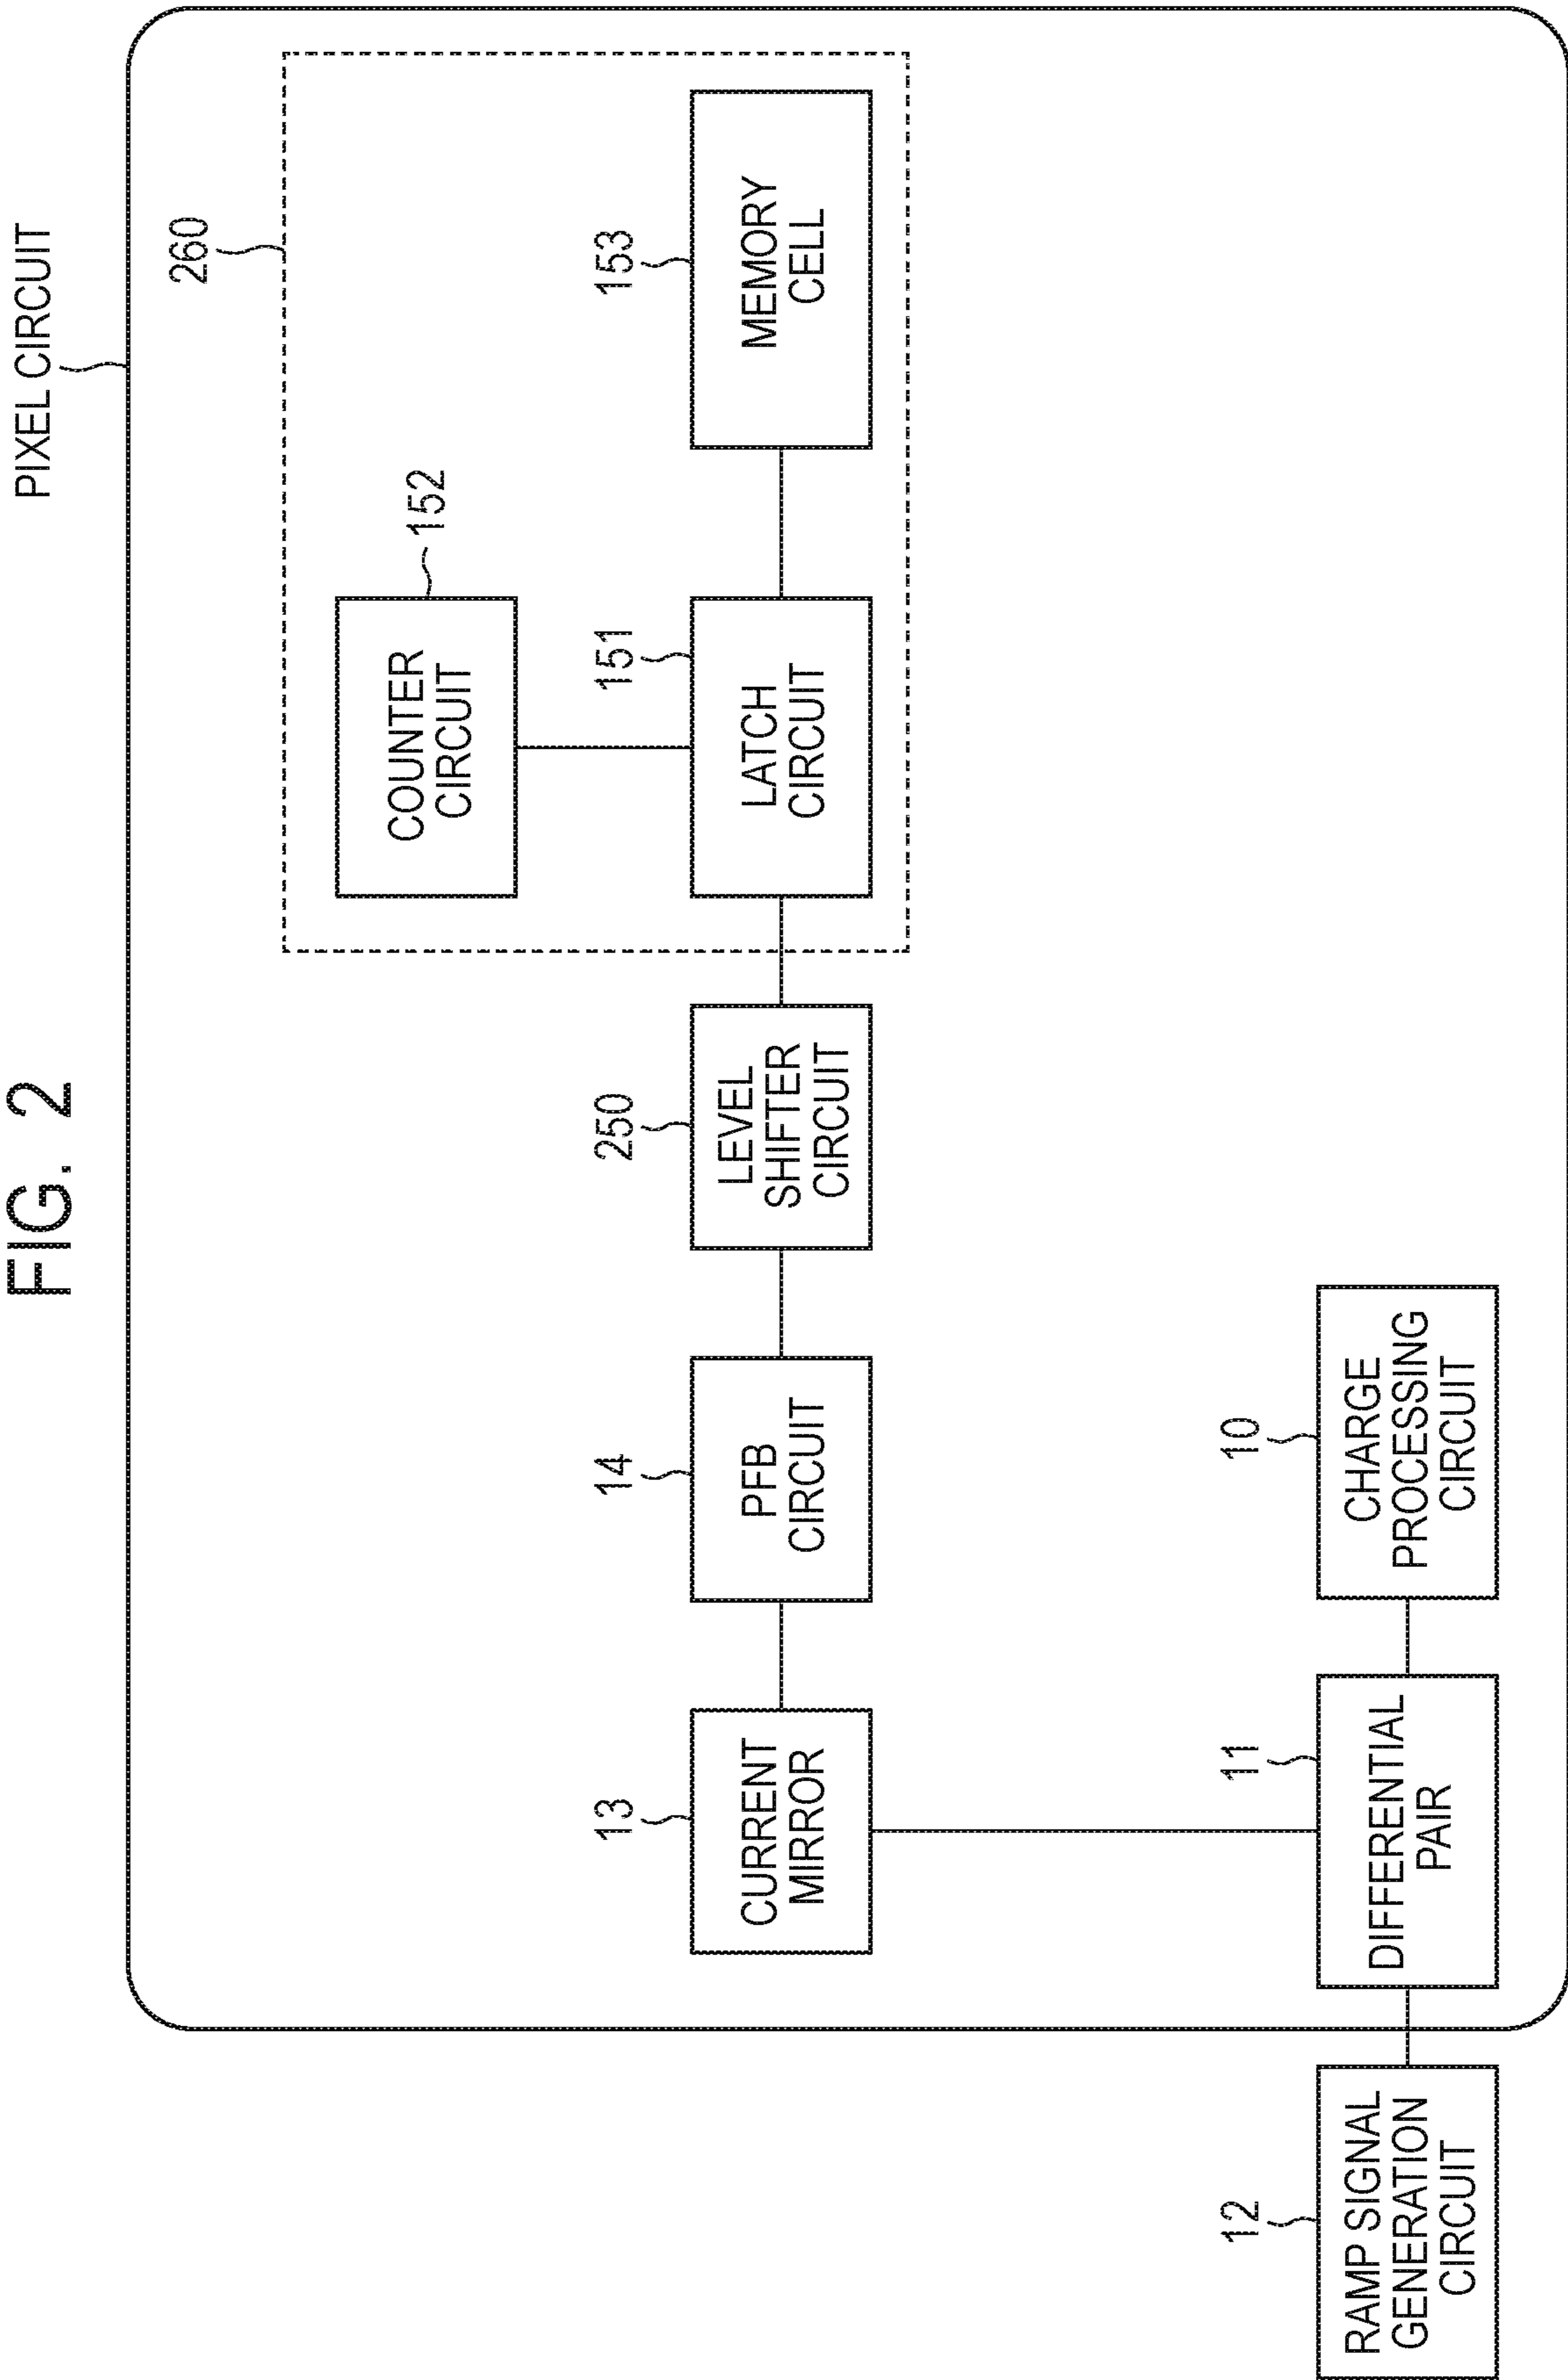 FIG. 2
PIXEL CIRCUIT
260
COUNTER
CIRCUIT
152
13
CURRENT
MIRROR
14
PFB
CIRCUIT
250
LEVEL
SHIFTER
CIRCUIT
151
LATCH
CIRCUIT
153
MEMORY
CELL
12
RAMP SIGNAL
GENERATION
CIRCUIT
11
DIFFERENTIAL
PAIR
10
CHARGE
PROCESSING
CIRCUIT